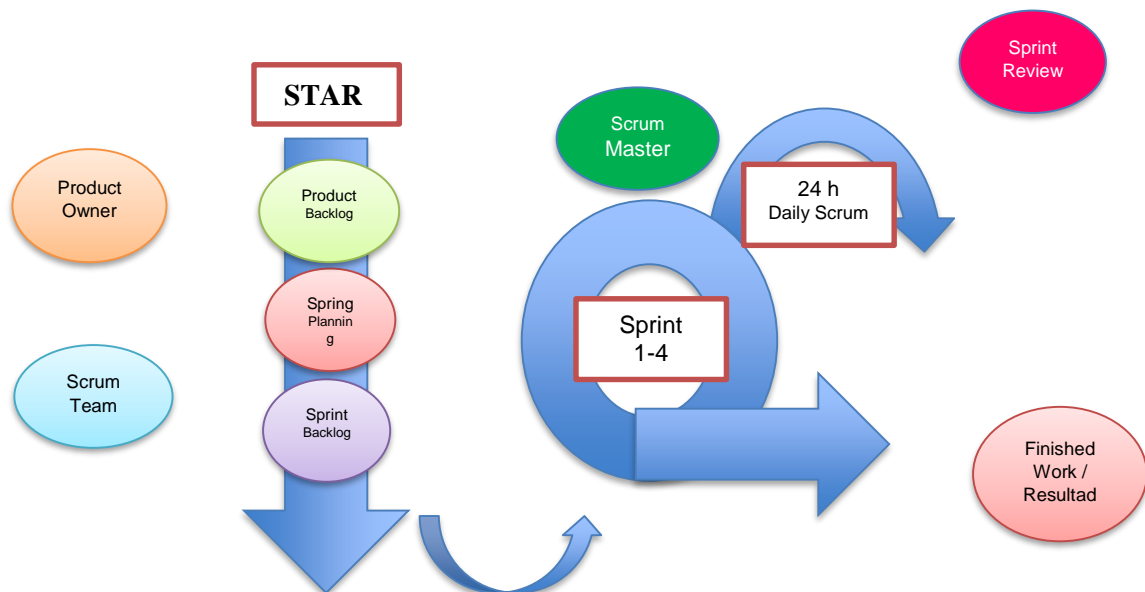 STAR
Product
Owner
Scrum
Team
Product
Backlog
Spring
Plannin
g
Sprint
Backlog
Scrum
Master
24 h
Daily Scrum
Sprint
1-4
Sprint
Review
Finished
Work /
Resultad